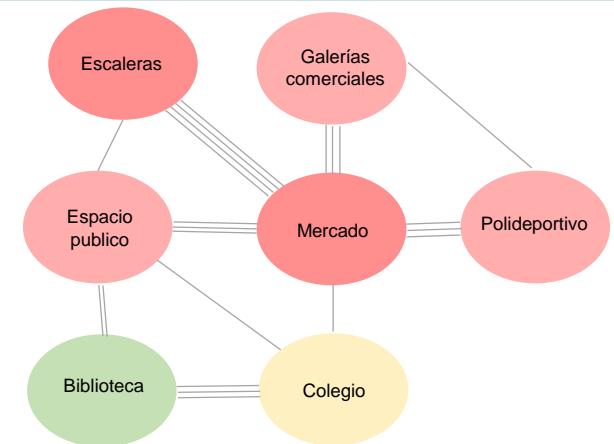 Escaleras
Galerías
comerciales
Espacio
publico
Mercado
Polideportivo
Biblioteca
Colegio